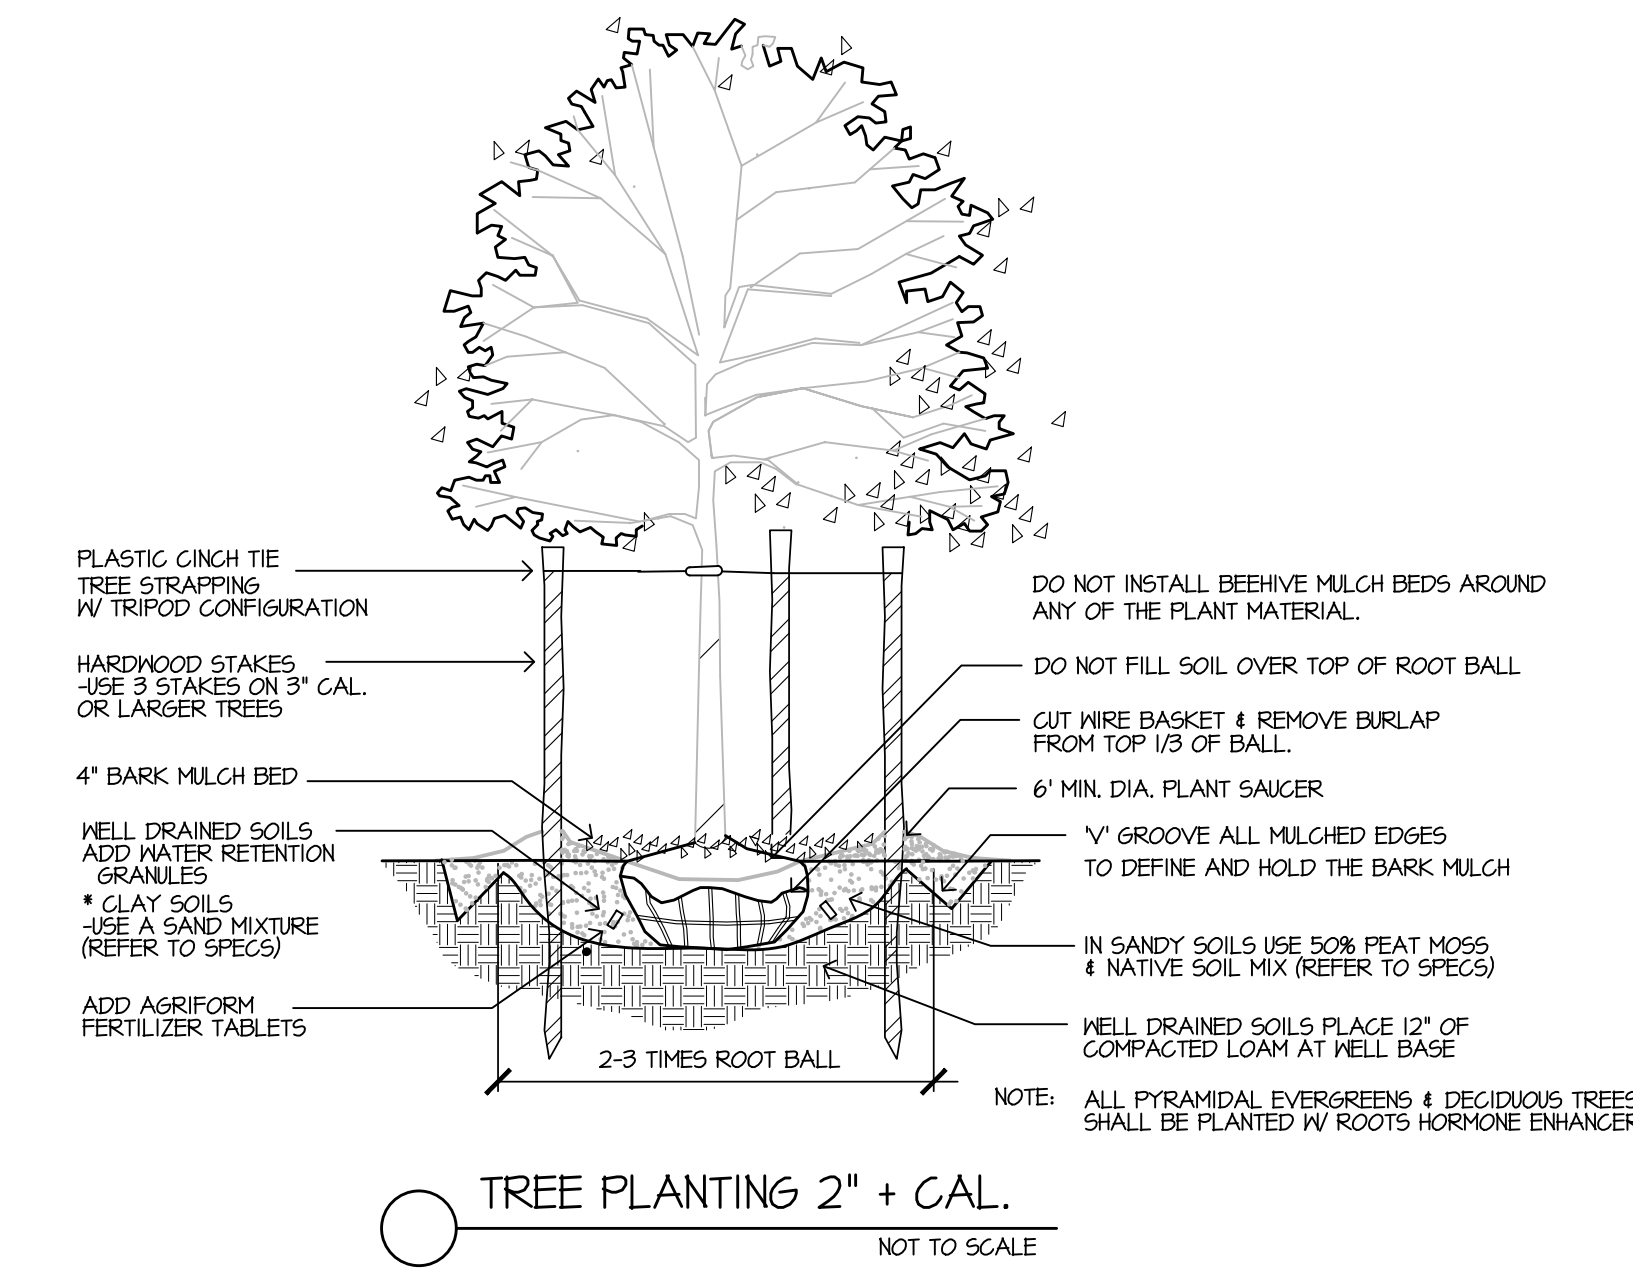 PLASTIC CINCH TIE
TREE STRAPPING
W/ TRIPOD CONFIGURATION
HARDWOOD STAKES
-USE 3 STAKES ON 3" CAL.
OR LARGER TREES
4" BARK MULCH BED
WELL DRAINED SOILS
ADD WATER RETENTION
GRANULES
* CLAY SOILS
-USE A SAND MIXTURE
(REFER TO SPECS)
ADD AGRIFORM
FERTILIZER TABLETS
DO NOT INSTALL BEEHIVE MULCH BEDS AROUND
ANY OF THE PLANT MATERIAL.
DO NOT FILL SOIL OVER TOP OF ROOT BALL
CUT WIRE BASKET & REMOVE BURLAP
FROM TOP 1/3 OF BALL.
6' MIN. DIA. PLANT SAUCER
'V' GROOVE ALL MULCHED EDGES
TO DEFINE AND HOLD THE BARK MULCH
IN SANDY SOILS USE 50% PEAT MOSS
& NATIVE SOIL MIX (REFER TO SPECS)
WELL DRAINED SOILS PLACE 12" OF
COMPACTED LOAM AT WELL BASE
2-3 TIMES ROOT BALL
NOTE: ALL PYRAMIDAL EVERGREENS & DECIDUOUS TREES
SHALL BE PLANTED W/ ROOTS HORMONE ENHANCER
TREE PLANTING 2" + CAL.
NOT TO SCALE